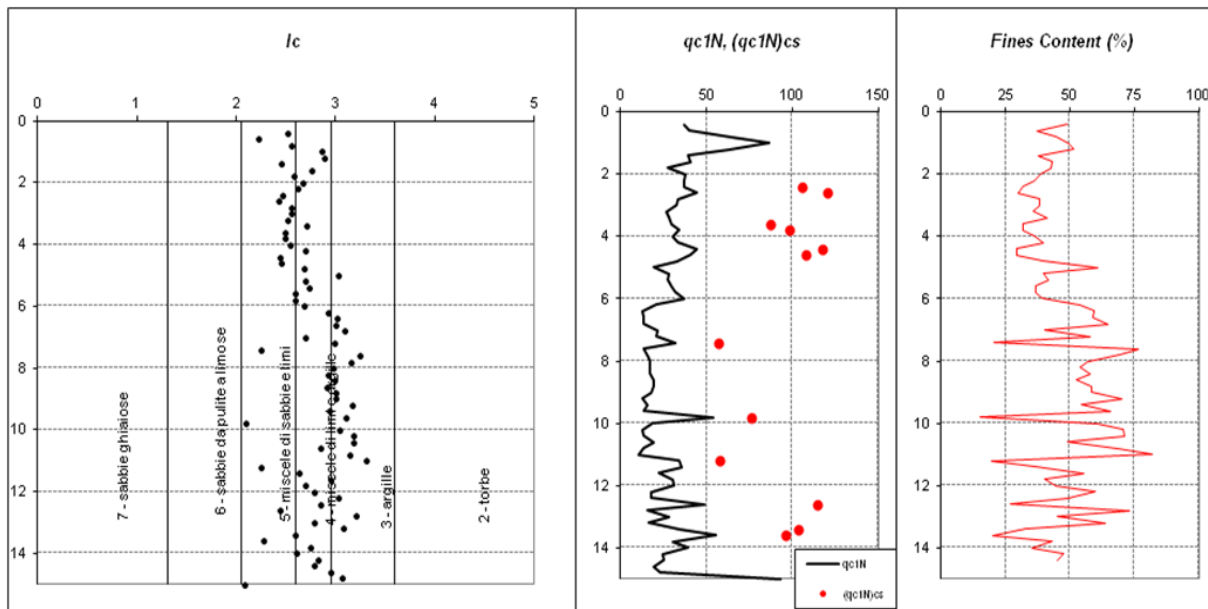 Ic
0 1 2 3 4 5
0
2
4
6
8
10
12
14
7 - sabbie ghiaiose
6 - sabbie da pulite a limose
5 - miscele di sabbie e limi
4 - miscele di limi e argille
3 - argille
2 - torbe
qc1N, (qc1N)cs
0 50 100 150
0
2
4
6
8
10
12
14
qc1N
(qc1N)cs
Fines Content (%)
0 25 50 75 100
0
2
4
6
8
10
12
14